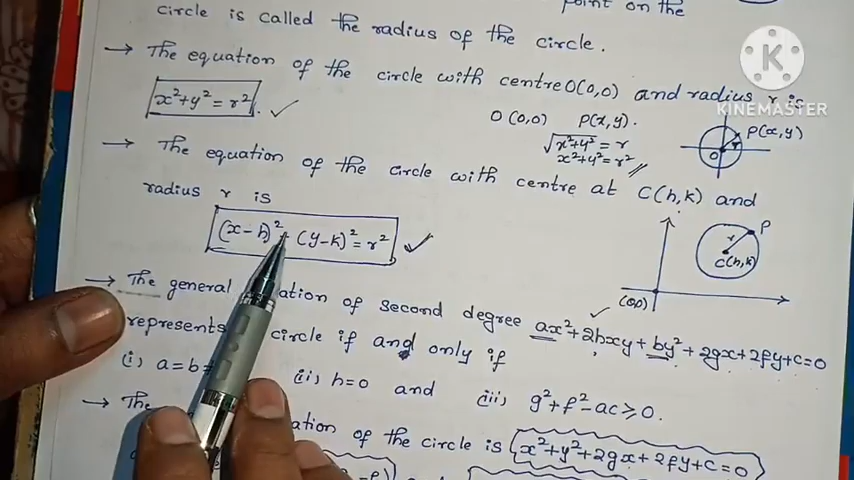 point on the
circle is called the radius of the circle.
→ The equation of the circle with centre O(0,0) and radius r is
x²+y² = r².
O(0,0) P(x,y).
√x²+y² = r
x²+y² = r²
P(x,y)
r
O
→ The equation of the circle with centre at C(h,k) and
radius r is
(x-h)² (y-k)² = r²
P
r
C(h,k)
(0,0)
→ The general ation of second degree ax²+2hxy+by²+2gx+2fy+c=0
represents circle if and only if
(i) a=b≠ (ii) h=0 and (iii) g²+f²-ac≥0.
→ The ation of the circle is x²+y²+2gx+2fy+c=0
K
KINEMASTER